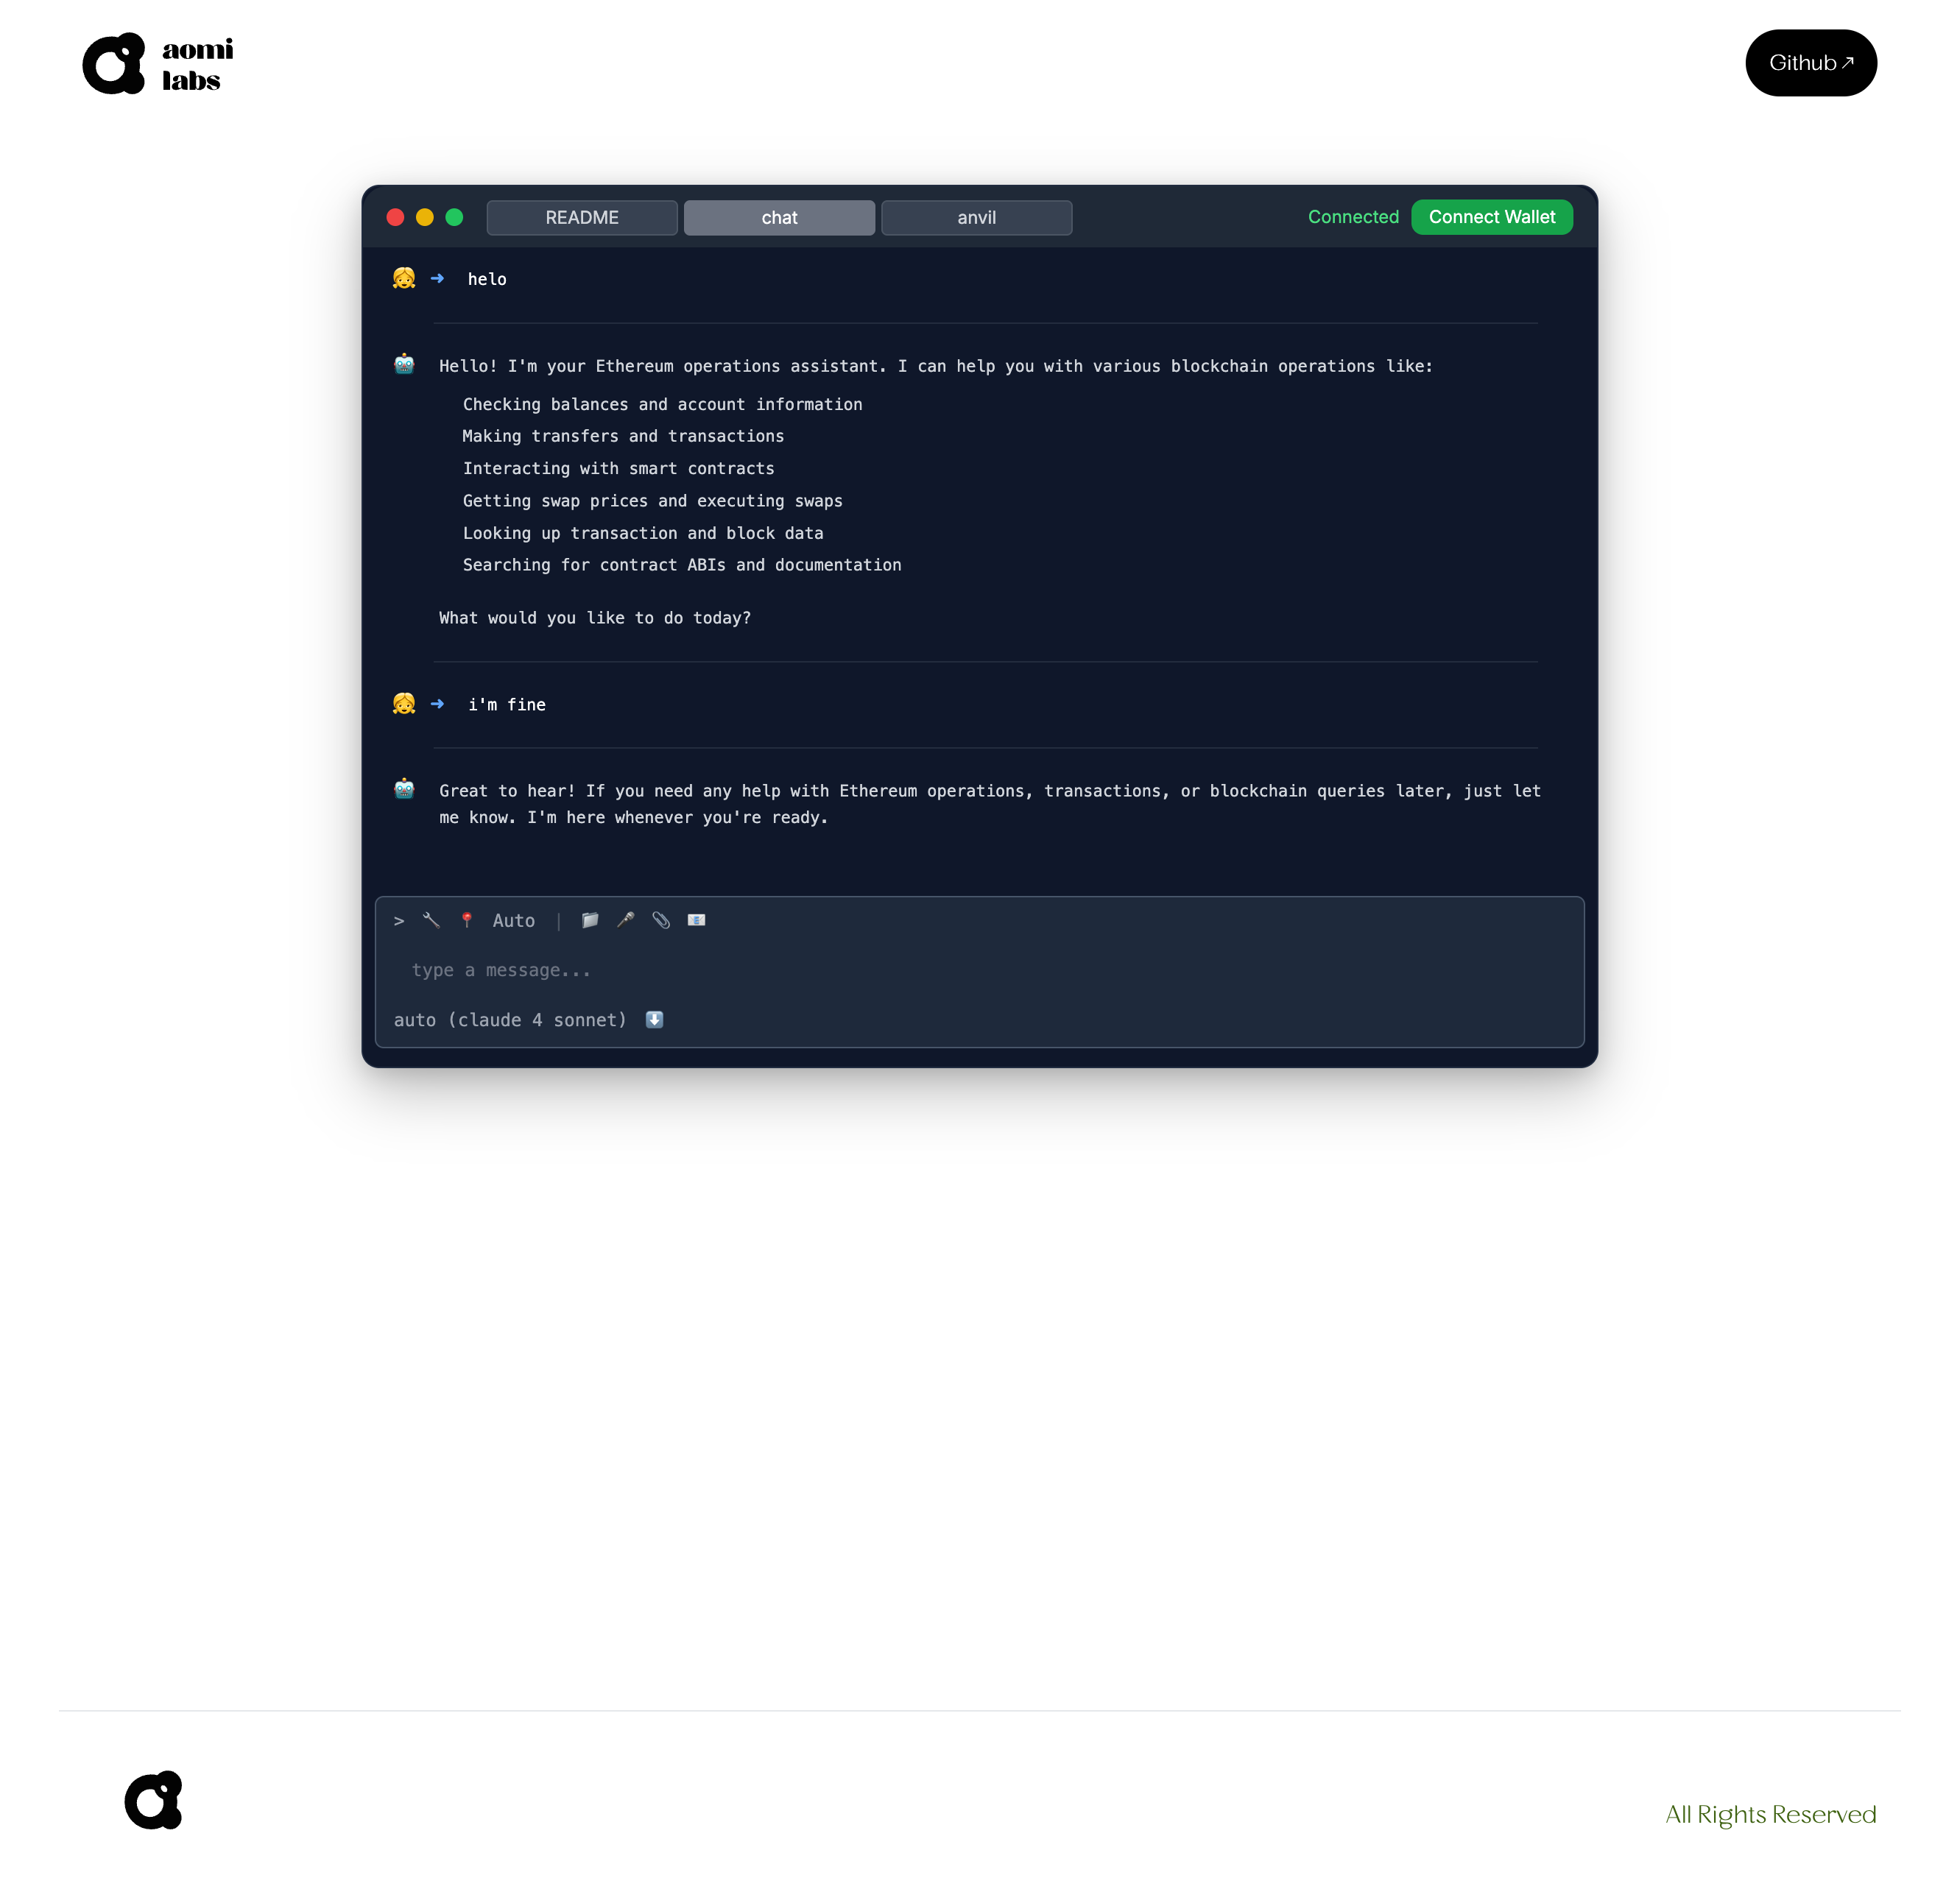 aomi
labs
Github↗
README
chat
anvil
Connected
Connect Wallet
➜ helo
Hello! I'm your Ethereum operations assistant. I can help you with various blockchain operations like:
Checking balances and account information
Making transfers and transactions
Interacting with smart contracts
Getting swap prices and executing swaps
Looking up transaction and block data
Searching for contract ABIs and documentation
What would you like to do today?
➜ i'm fine
Great to hear! If you need any help with Ethereum operations, transactions, or blockchain queries later, just let
me know. I'm here whenever you're ready.
> Auto |
type a message...
auto (claude 4 sonnet)
All Rights Reserved